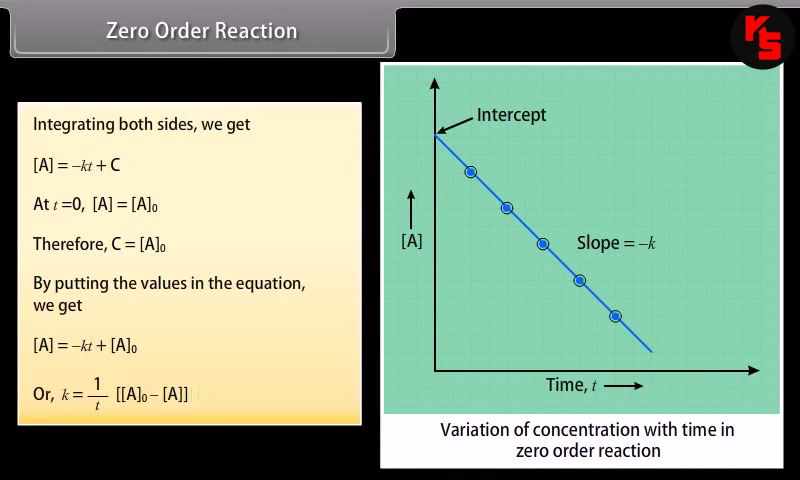 Zero Order Reaction
KS
Integrating both sides, we get
[A] = –kt + C
At t =0, [A] = [A]₀
Therefore, C = [A]₀
By putting the values in the equation,
we get
[A] = –kt + [A]₀
Or, k = 1/t [[A]₀ – [A]]
Intercept
[A]
Slope = –k
Time, t
Variation of concentration with time in
zero order reaction